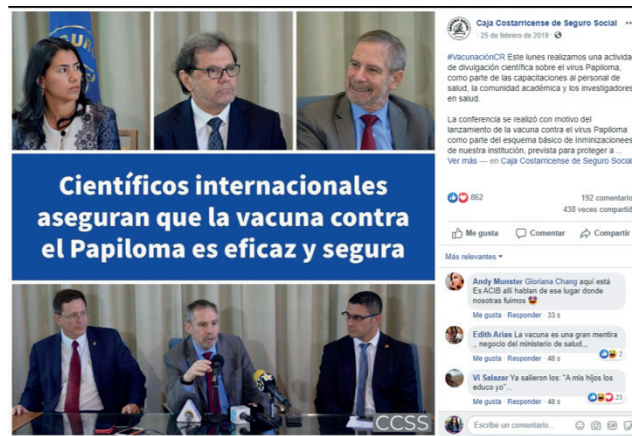 Científicos internacionales
aseguran que la vacuna contra
el Papiloma es eficaz y segura
CCSS
Caja Costarricense de Seguro Social
25 de febrero de 2019
#VacunaciónCR Este lunes realizamos una actividad
de divulgación científica sobre el virus Papiloma,
como parte de las capacitaciones al personal de
salud, la comunidad académica y los investigadores
en salud.
La conferencia se realizó con motivo del
lanzamiento de la vacuna contra el virus Papiloma
como parte del esquema básico de Inminizacionees
de nuestra institución, prevista para proteger a ...
Ver más — en Caja Costarricense de Seguro Social
862
192 comentario
438 veces compartid
Me gusta Comentar Compartir
Más relevantes
Andy Munster Gloriana Chang aquí está
Es ACIB allí hablan de ese lugar donde
nosotras fuimos
Me gusta · Responder · 33 s
Edith Arias La vacuna es una gran mentira
,, negocio del ministerio de salud,,,
Me gusta · Responder · 48 s
2
Vi Salazar Ya salieron los: "A mis hijos los
educo yo"...
Me gusta · Responder · 48 s
23
Escribe un comentario...